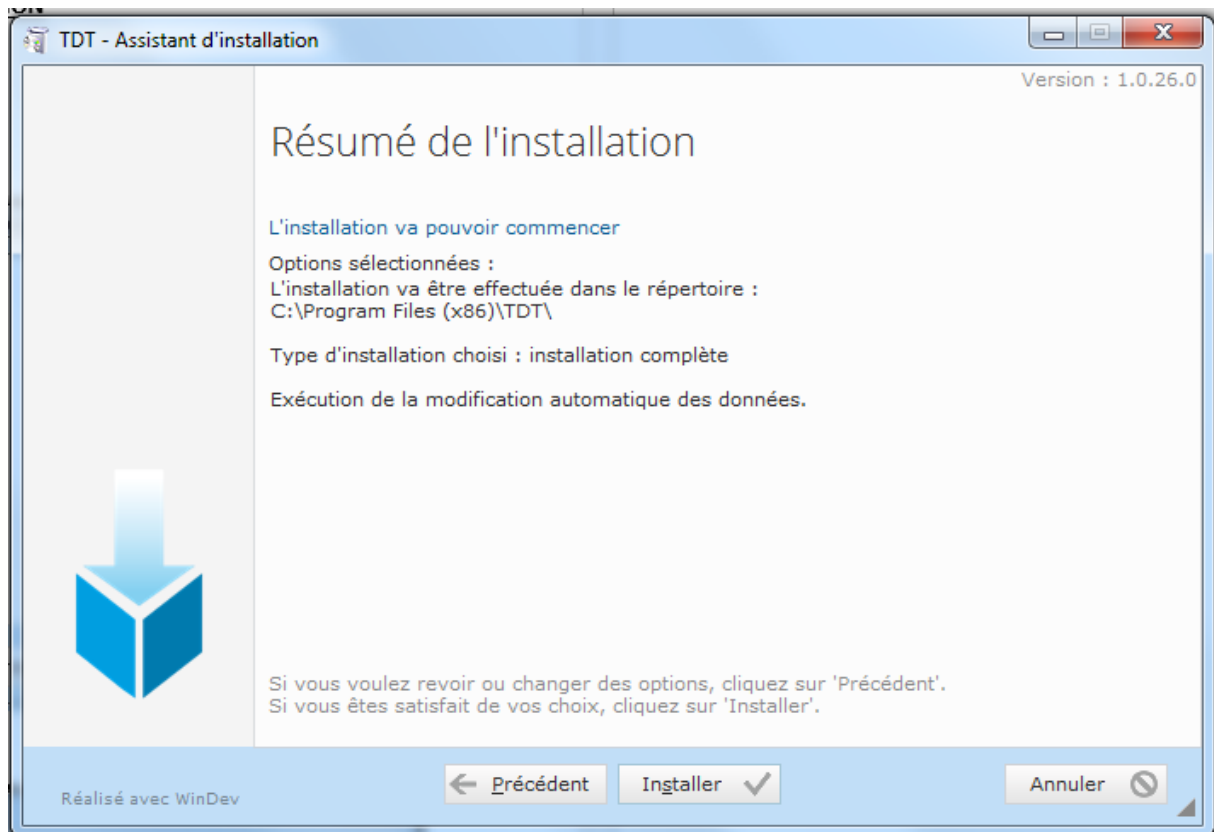 TDT - Assistant d'installation
Version : 1.0.26.0
Résumé de l'installation
L'installation va pouvoir commencer
Options sélectionnées :
L'installation va être effectuée dans le répertoire :
C:\Program Files (x86)\TDT\
Type d'installation choisi : installation complète
Exécution de la modification automatique des données.
Si vous voulez revoir ou changer des options, cliquez sur 'Précédent'.
Si vous êtes satisfait de vos choix, cliquez sur 'Installer'.
Réalisé avec WinDev
Précédent
Installer
Annuler